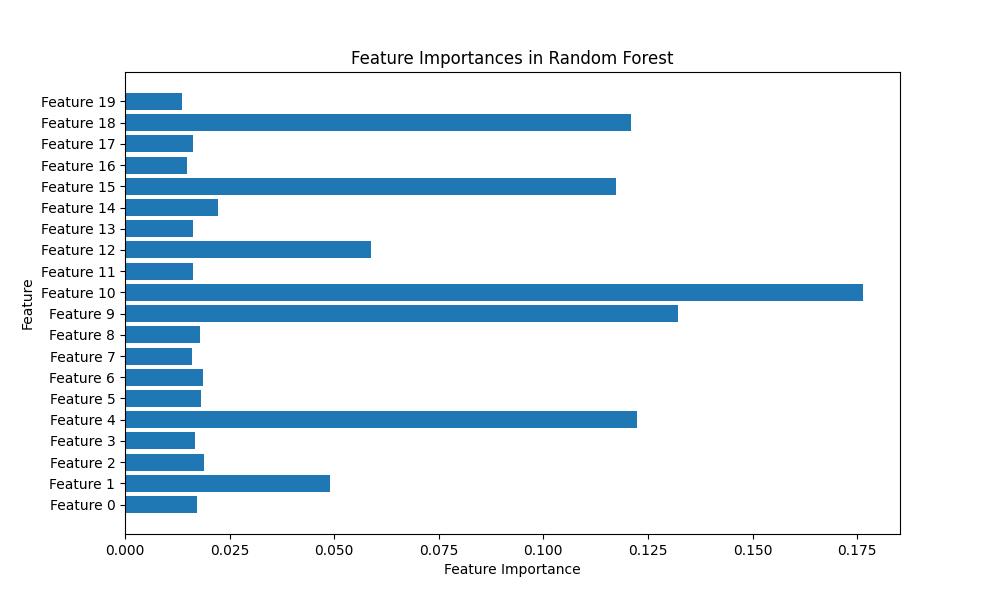 Feature Importances in Random Forest
Feature
Feature 19
Feature 18
Feature 17
Feature 16
Feature 15
Feature 14
Feature 13
Feature 12
Feature 11
Feature 10
Feature 9
Feature 8
Feature 7
Feature 6
Feature 5
Feature 4
Feature 3
Feature 2
Feature 1
Feature 0
0.000 0.025 0.050 0.075 0.100 0.125 0.150 0.175
Feature Importance